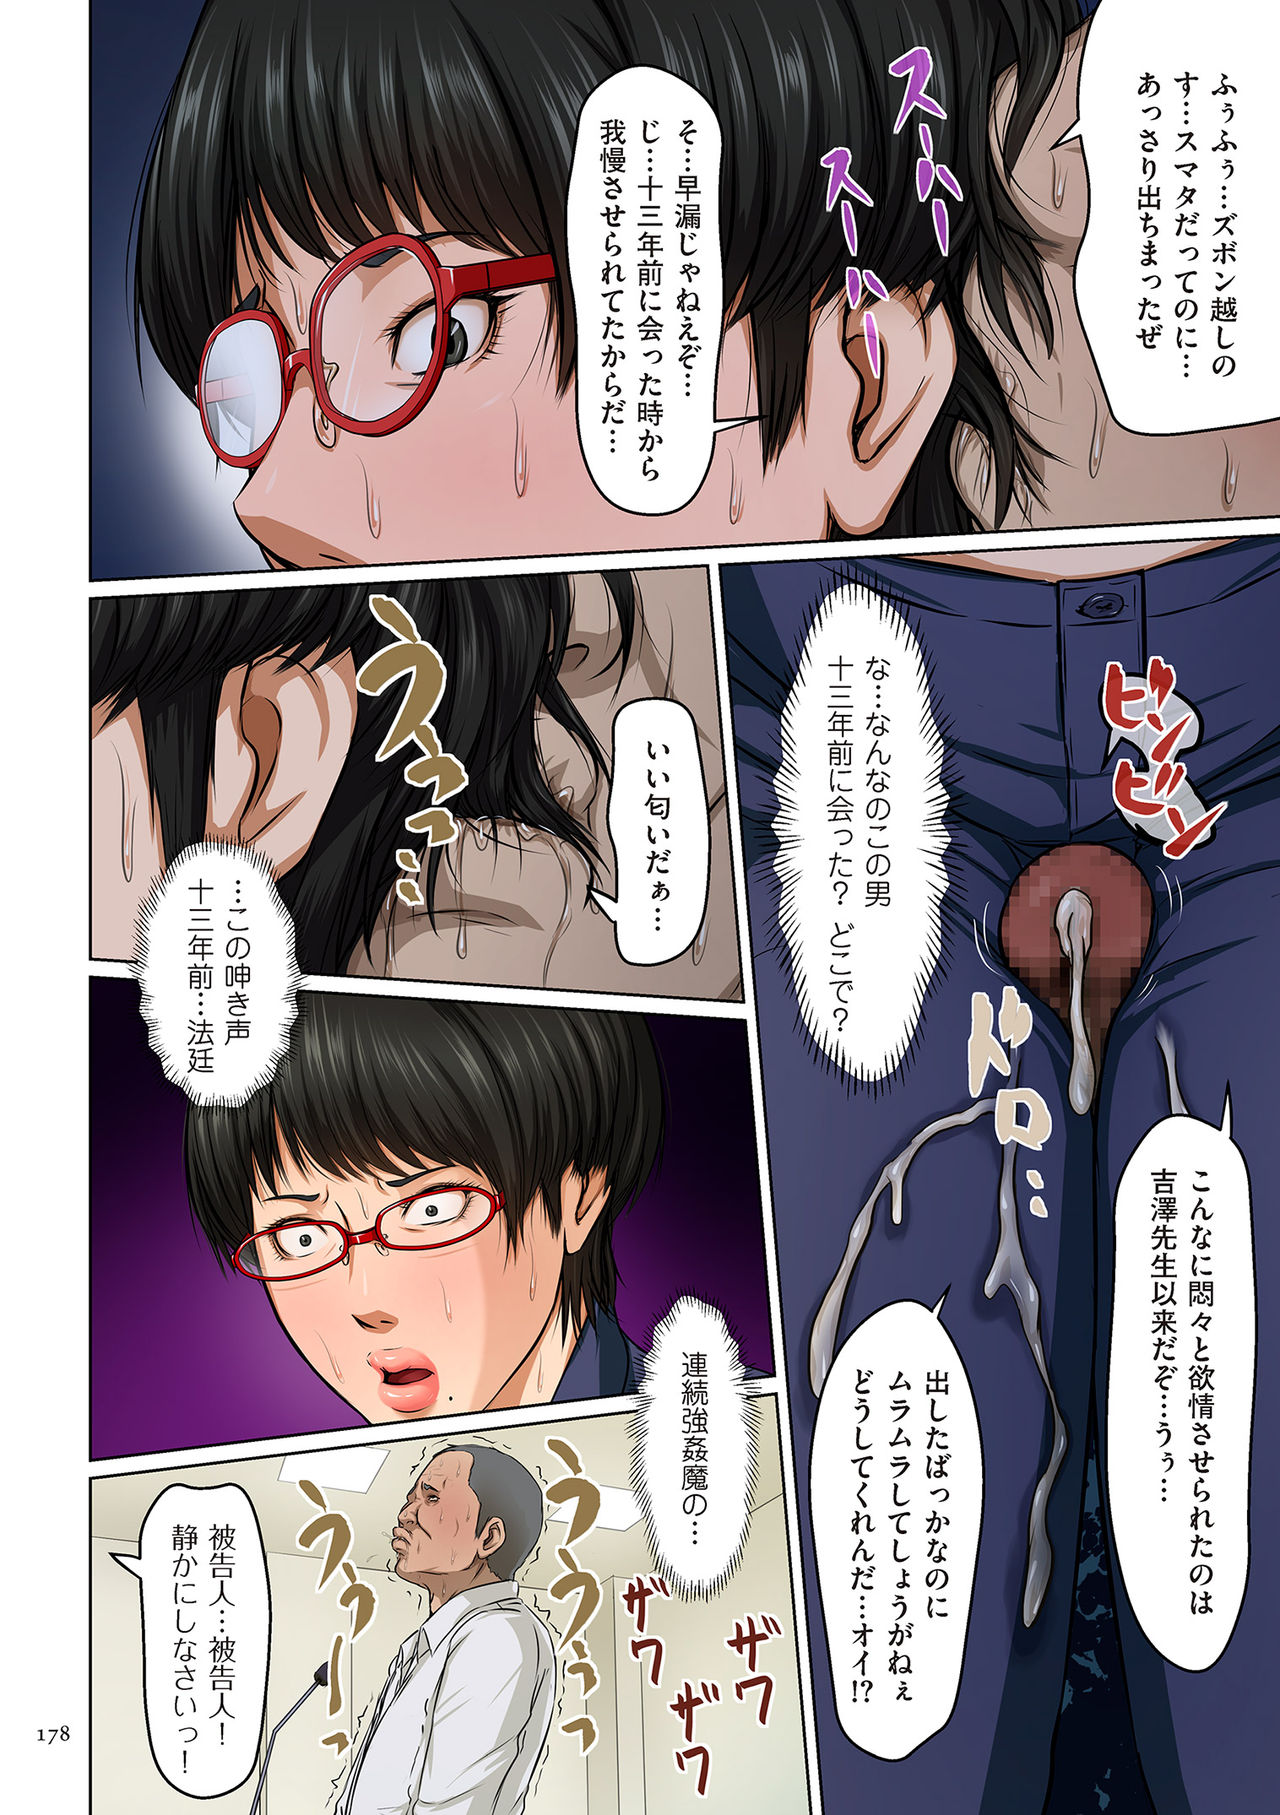 ふぅふぅ…ズボン越しの
す…スマタだってのに…
あっさり出ちまったぜ
スーハー
スーハー
そ…早漏じゃねえぞ…
じ…十三年前に会った時から
我慢させられてたからだ…
ビンビン
な…なんなのこの男
十三年前に会った？ どこで？
ドロ…
こんなに悶々と欲情させられたのは
吉澤先生以来だぞ…うぅ…
出したばっかなのに
ムラムラしてしょうがねぇ
どうしてくれんだ…オイ!?
うぅっ…
いい匂いだぁ…
…この呻き声
十三年前…法廷
連続強姦魔の…
うぅうぅ
うぅー…
ザワ
ザワ
ザワ
被告人…被告人！
静かにしなさいっ！
178